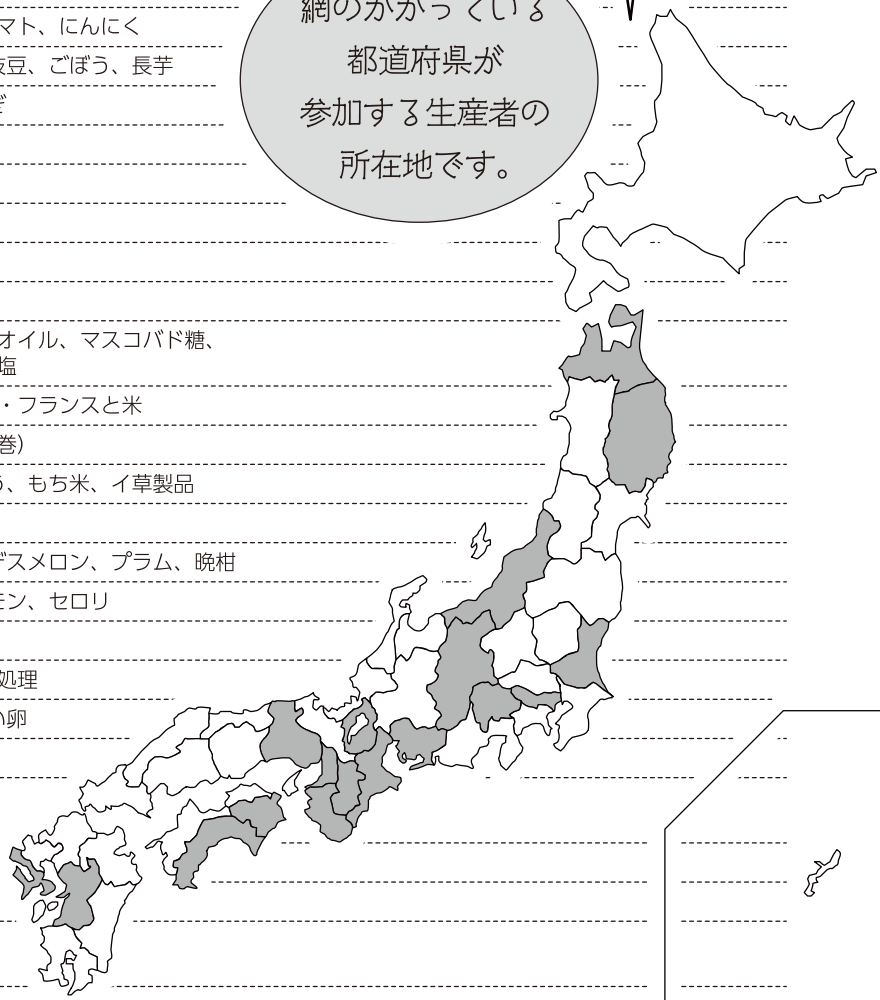 網のかかっている
都道府県が
参加する生産者の
所在地です。
マト、にんにく
豆、ごぼう、長芋
オイル、マスコバド糖、
塩
・フランスと米
巻）
、もち米、イ草製品
デスメロン、プラム、晩柑
モン、セロリ
処理
い卵